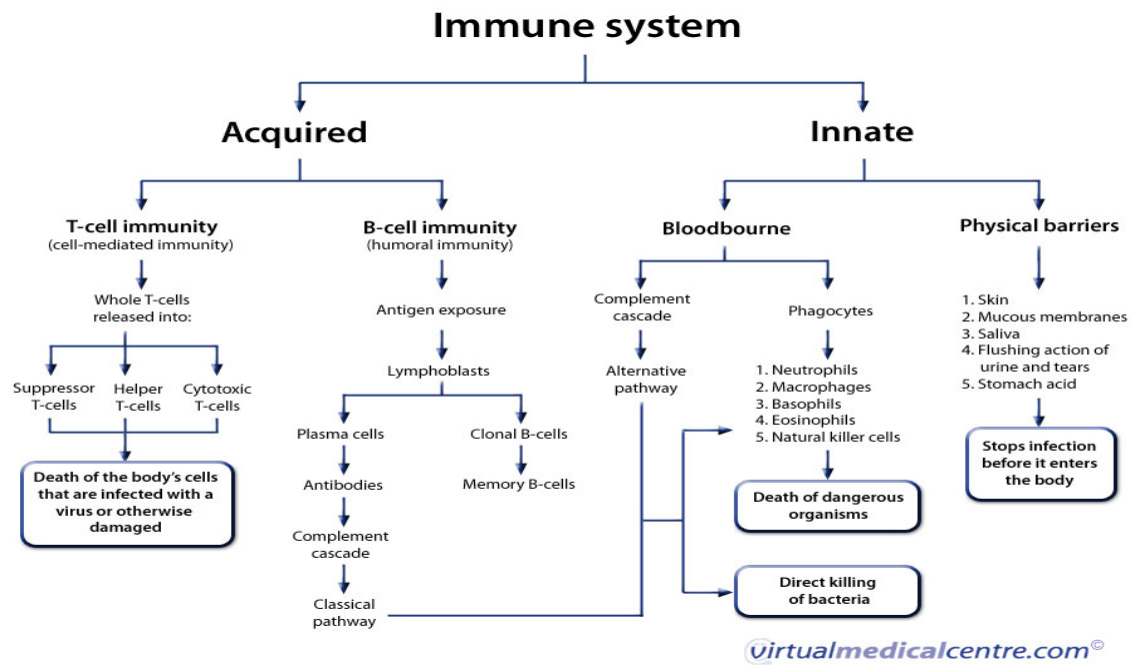 Immune system
Acquired
Innate
T-cell immunity
(cell-mediated immunity)
B-cell immunity
(humoral immunity)
Bloodbourne
Physical barriers
Whole T-cells
released into:
Antigen exposure
Complement
cascade
Phagocytes
1. Skin
2. Mucous membranes
3. Saliva
4. Flushing action of
urine and tears
5. Stomach acid
Suppressor
T-cells
Helper
T-cells
Cytotoxic
T-cells
Lymphoblasts
Alternative
pathway
1. Neutrophils
2. Macrophages
3. Basophils
4. Eosinophils
5. Natural killer cells
Plasma cells
Clonal B-cells
Stops infection
before it enters
the body
Death of the body's cells
that are infected with a
virus or otherwise
damaged
Antibodies
Memory B-cells
Death of dangerous
organisms
Complement
cascade
Direct killing
of bacteria
Classical
pathway
virtualmedicalcentre.com©